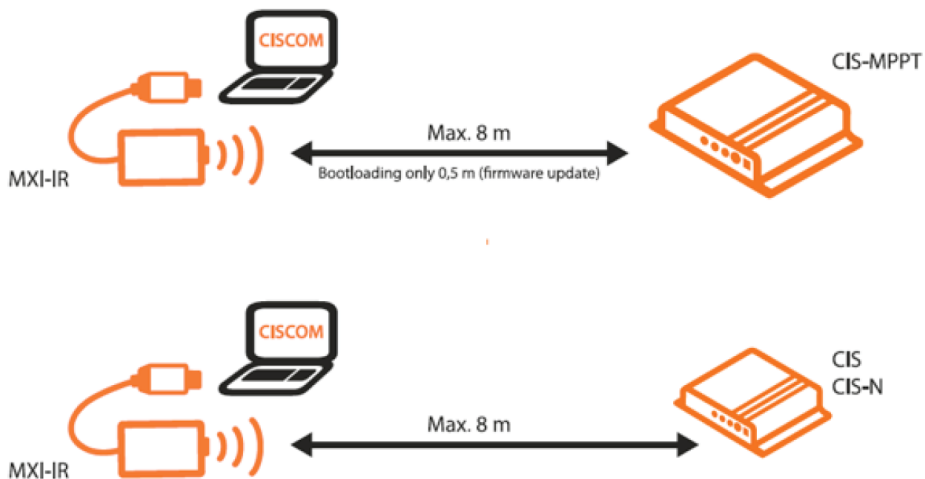 CISCOM
CIS-MPPT
Max. 8 m
Bootloading only 0,5 m (firmware update)
MXI-IR
CISCOM
CIS
CIS-N
Max. 8 m
MXI-IR